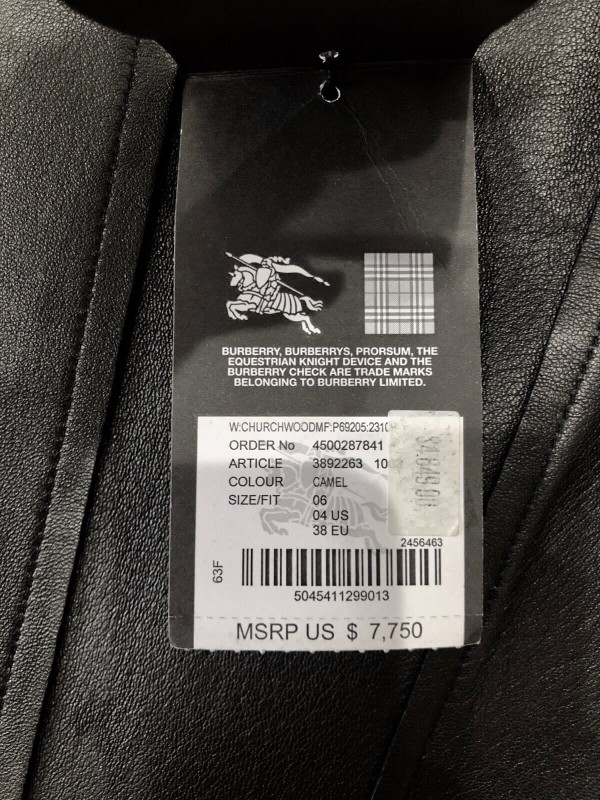 BURBERRY, BURBERRYS, PRORSUM, THE
EQUESTRIAN KNIGHT DEVICE AND THE
BURBERRY CHECK ARE TRADE MARKS
BELONGING TO BURBERRY LIMITED.
W:CHURCHWOODMF:P69205:2310
ORDER No 4500287841
ARTICLE 3892263 10
COLOUR CAMEL
SIZE/FIT 06
04 US
38 EU
2456463
63F
5045411299013
MSRP US $ 7,750